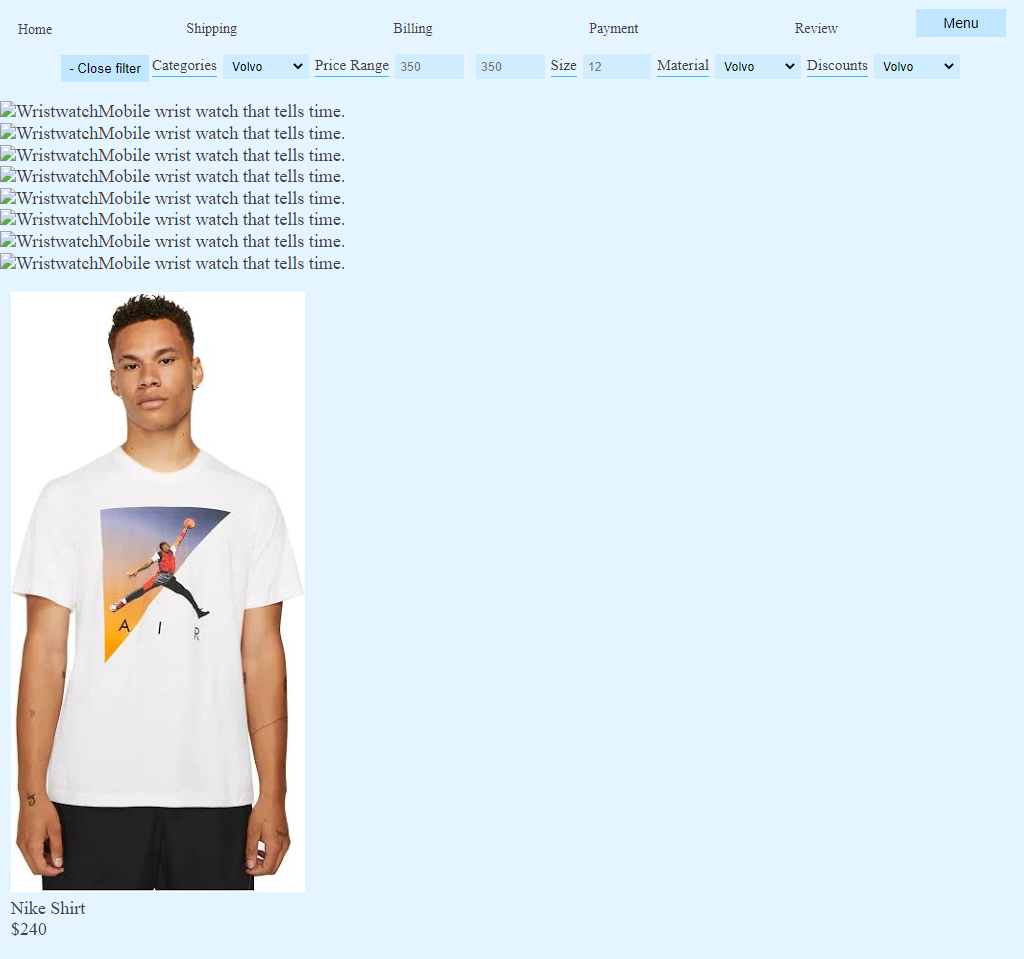 Home Shipping Billing Payment Review Menu
- Close filter Categories Volvo Price Range 350 350 Size 12 Material Volvo Discounts Volvo
WristwatchMobile wrist watch that tells time.
WristwatchMobile wrist watch that tells time.
WristwatchMobile wrist watch that tells time.
WristwatchMobile wrist watch that tells time.
WristwatchMobile wrist watch that tells time.
WristwatchMobile wrist watch that tells time.
WristwatchMobile wrist watch that tells time.
WristwatchMobile wrist watch that tells time.
A I R
Nike Shirt
$240